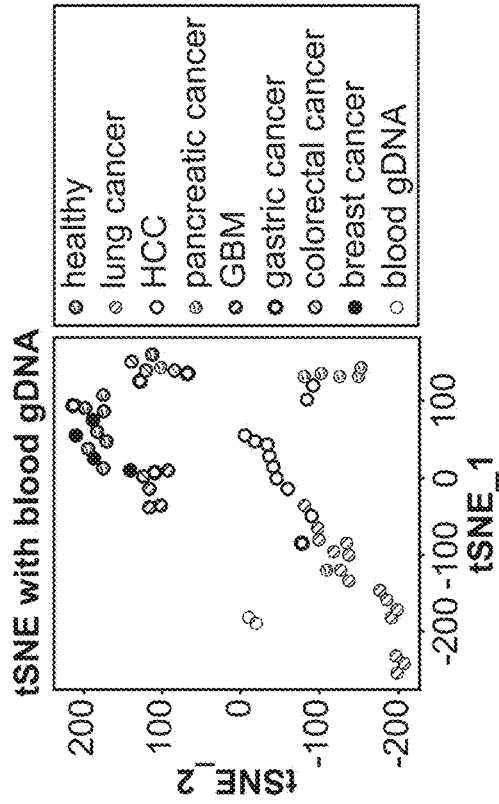 tSNE with blood gDNA
tSNE_2
200
100
0
-100
-200
-200
-100
0
100
tSNE_1
healthy
lung cancer
HCC
pancreatic cancer
GBM
gastric cancer
colorectal cancer
breast cancer
blood gDNA